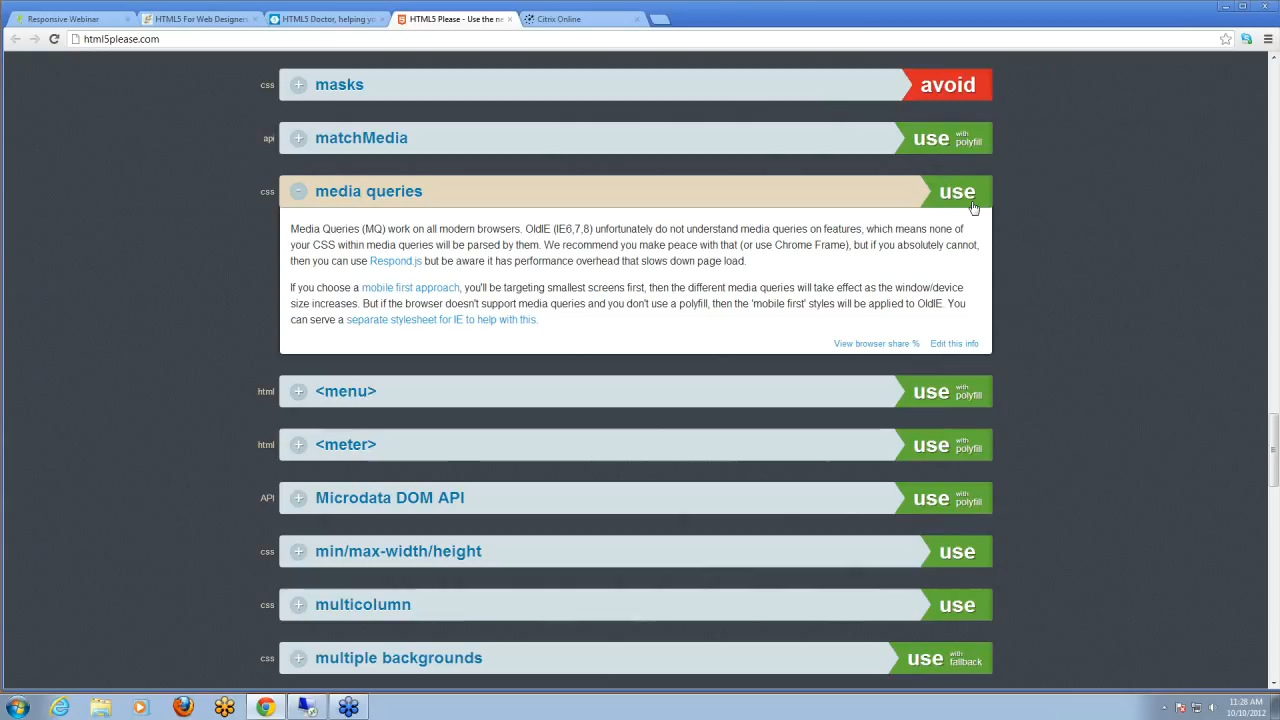 Responsive Webinar
HTML5 For Web Designers
HTML5 Doctor, helping yo
HTML5 Please - Use the ne
Citrix Online
html5please.com
css masks avoid
api matchMedia use with polyfill
css media queries use
Media Queries (MQ) work on all modern browsers. OldIE (IE6,7,8) unfortunately do not understand media queries on features, which means none of
your CSS within media queries will be parsed by them. We recommend you make peace with that (or use Chrome Frame), but if you absolutely cannot,
then you can use Respond.js but be aware it has performance overhead that slows down page load.
If you choose a mobile first approach, you'll be targeting smallest screens first, then the different media queries will take effect as the window/device
size increases. But if the browser doesn't support media queries and you don't use a polyfill, then the 'mobile first' styles will be applied to OldIE. You
can serve a separate stylesheet for IE to help with this.
View browser share % Edit this info
html <menu> use with polyfill
html <meter> use with polyfill
API Microdata DOM API use with polyfill
css min/max-width/height use
css multicolumn use
css multiple backgrounds use with fallback
11:28 AM
10/10/2012